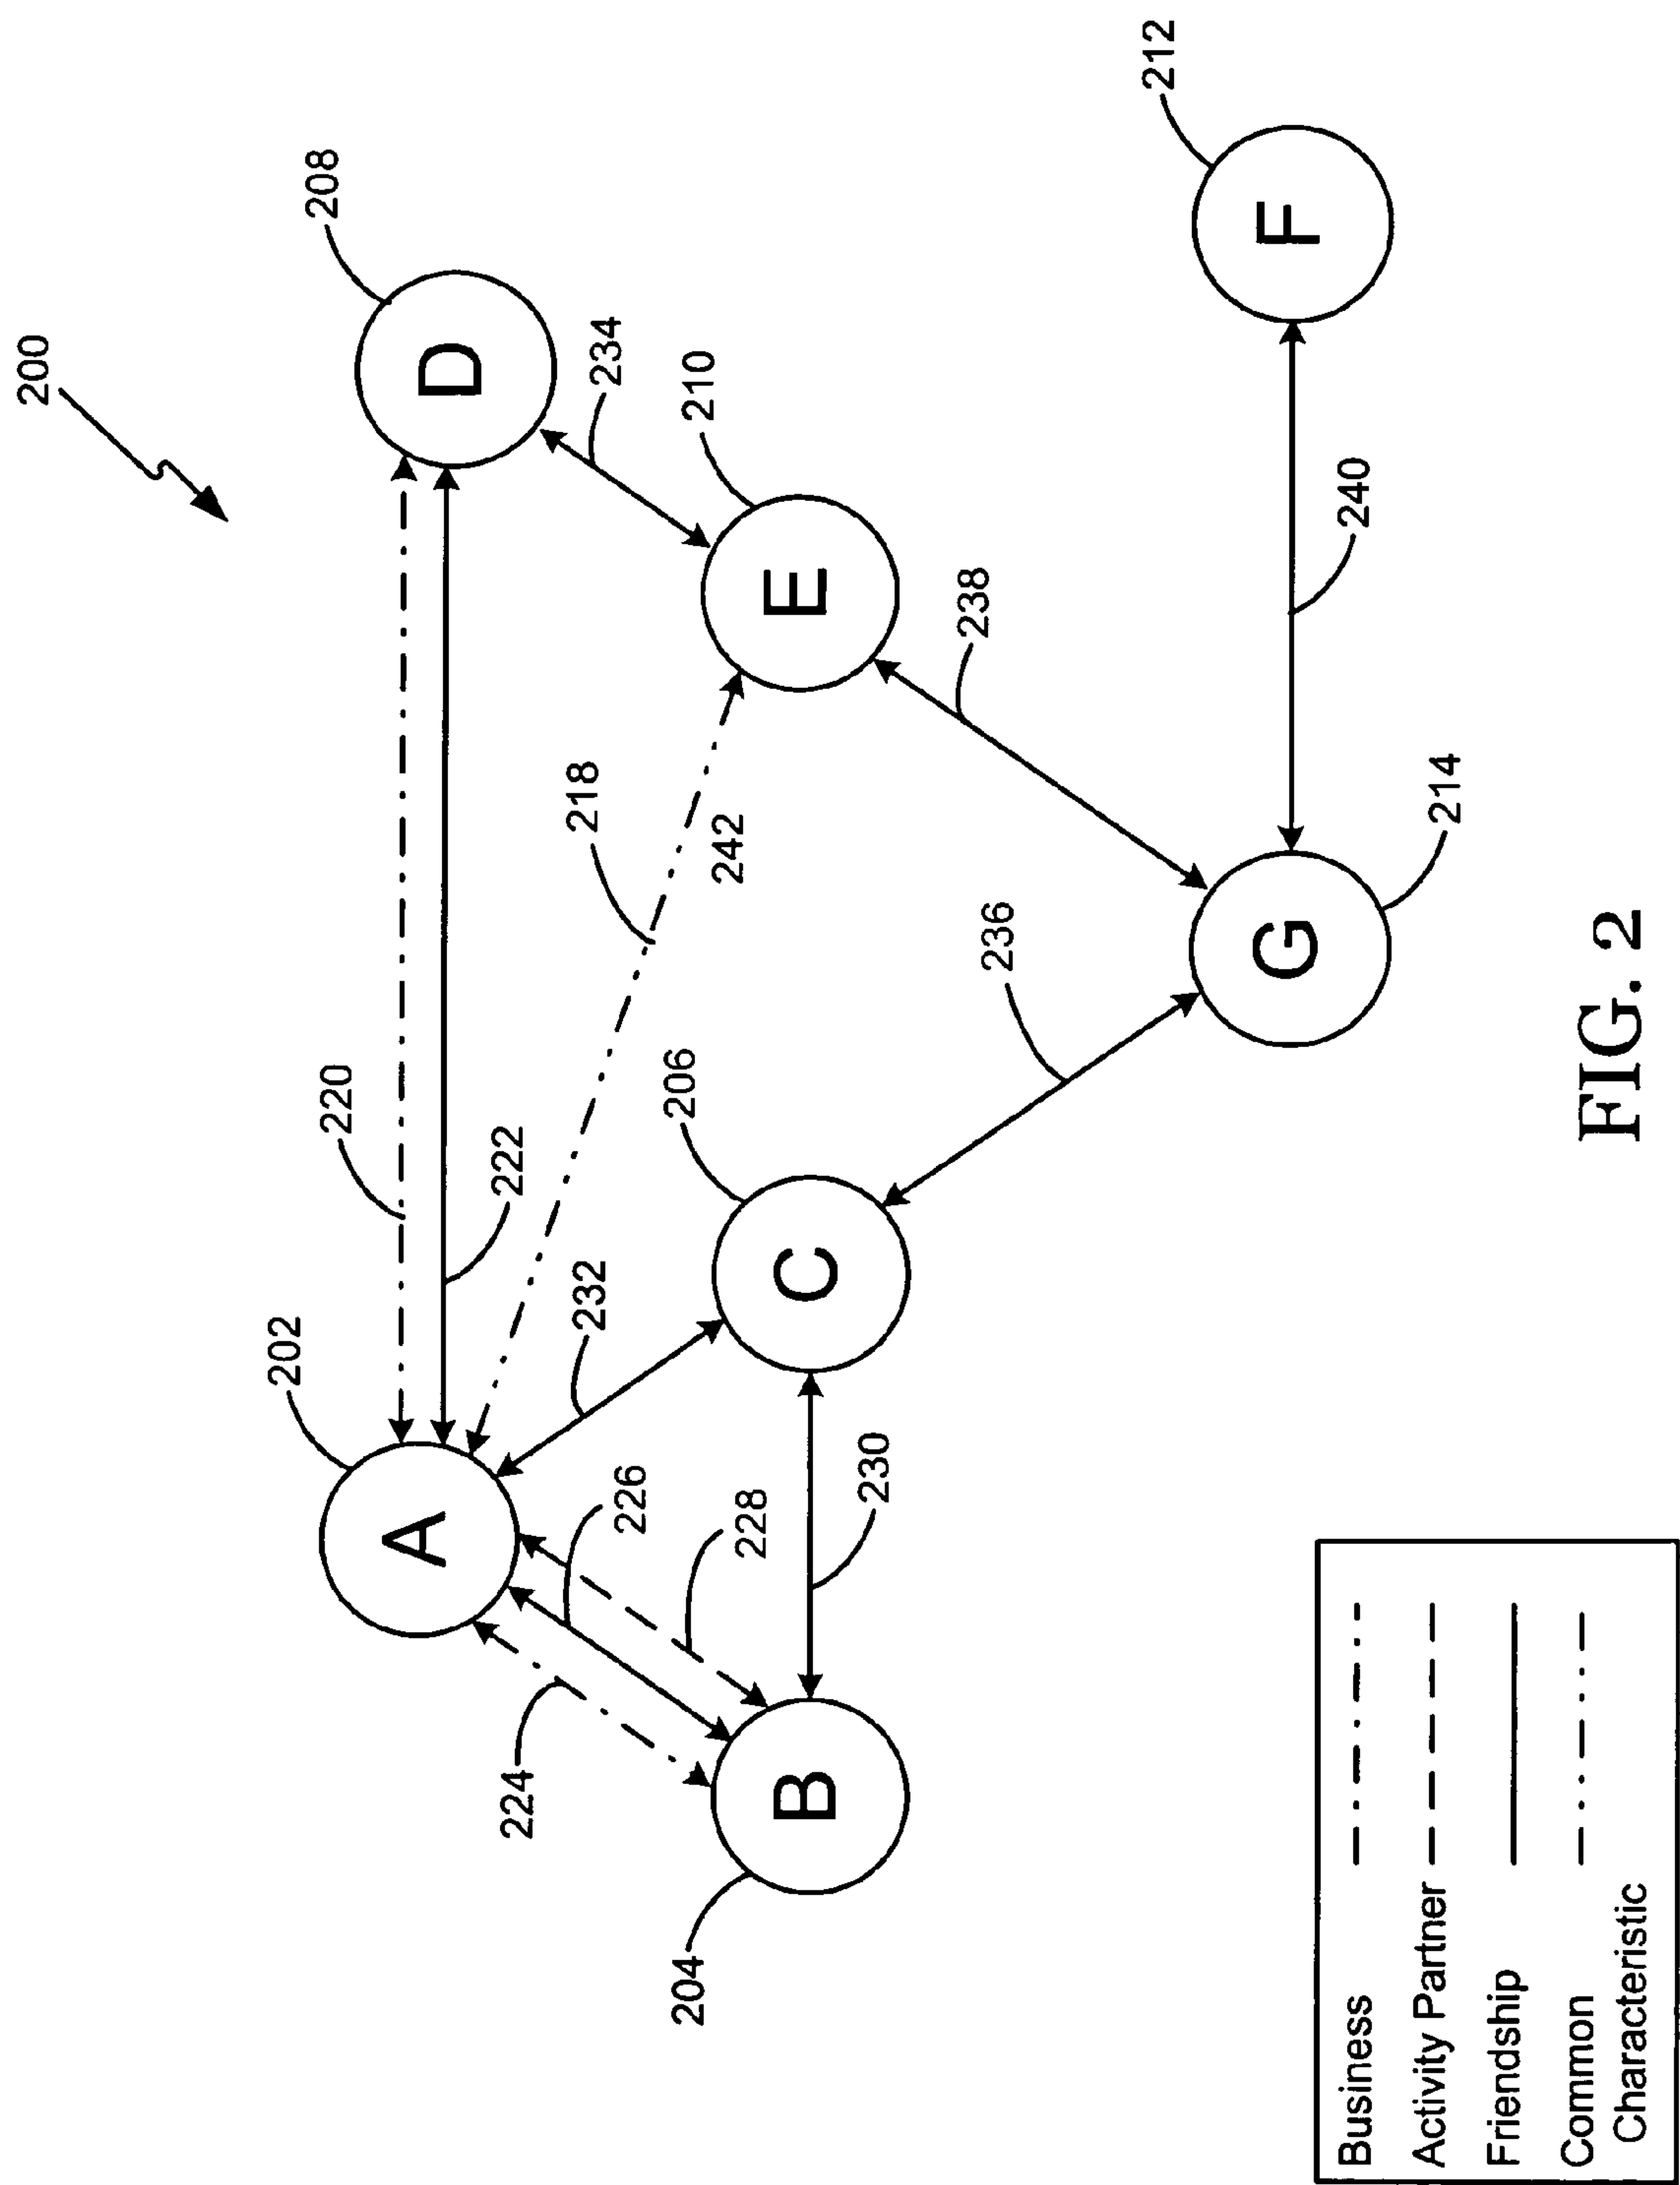 200
202
220
208
D
A
222
224
226
232
218
234
242
210
E
228
206
204
B
C
230
236
238
212
F
G
240
214
Business
Activity Partner
Friendship
Common
Characteristic
FIG. 2